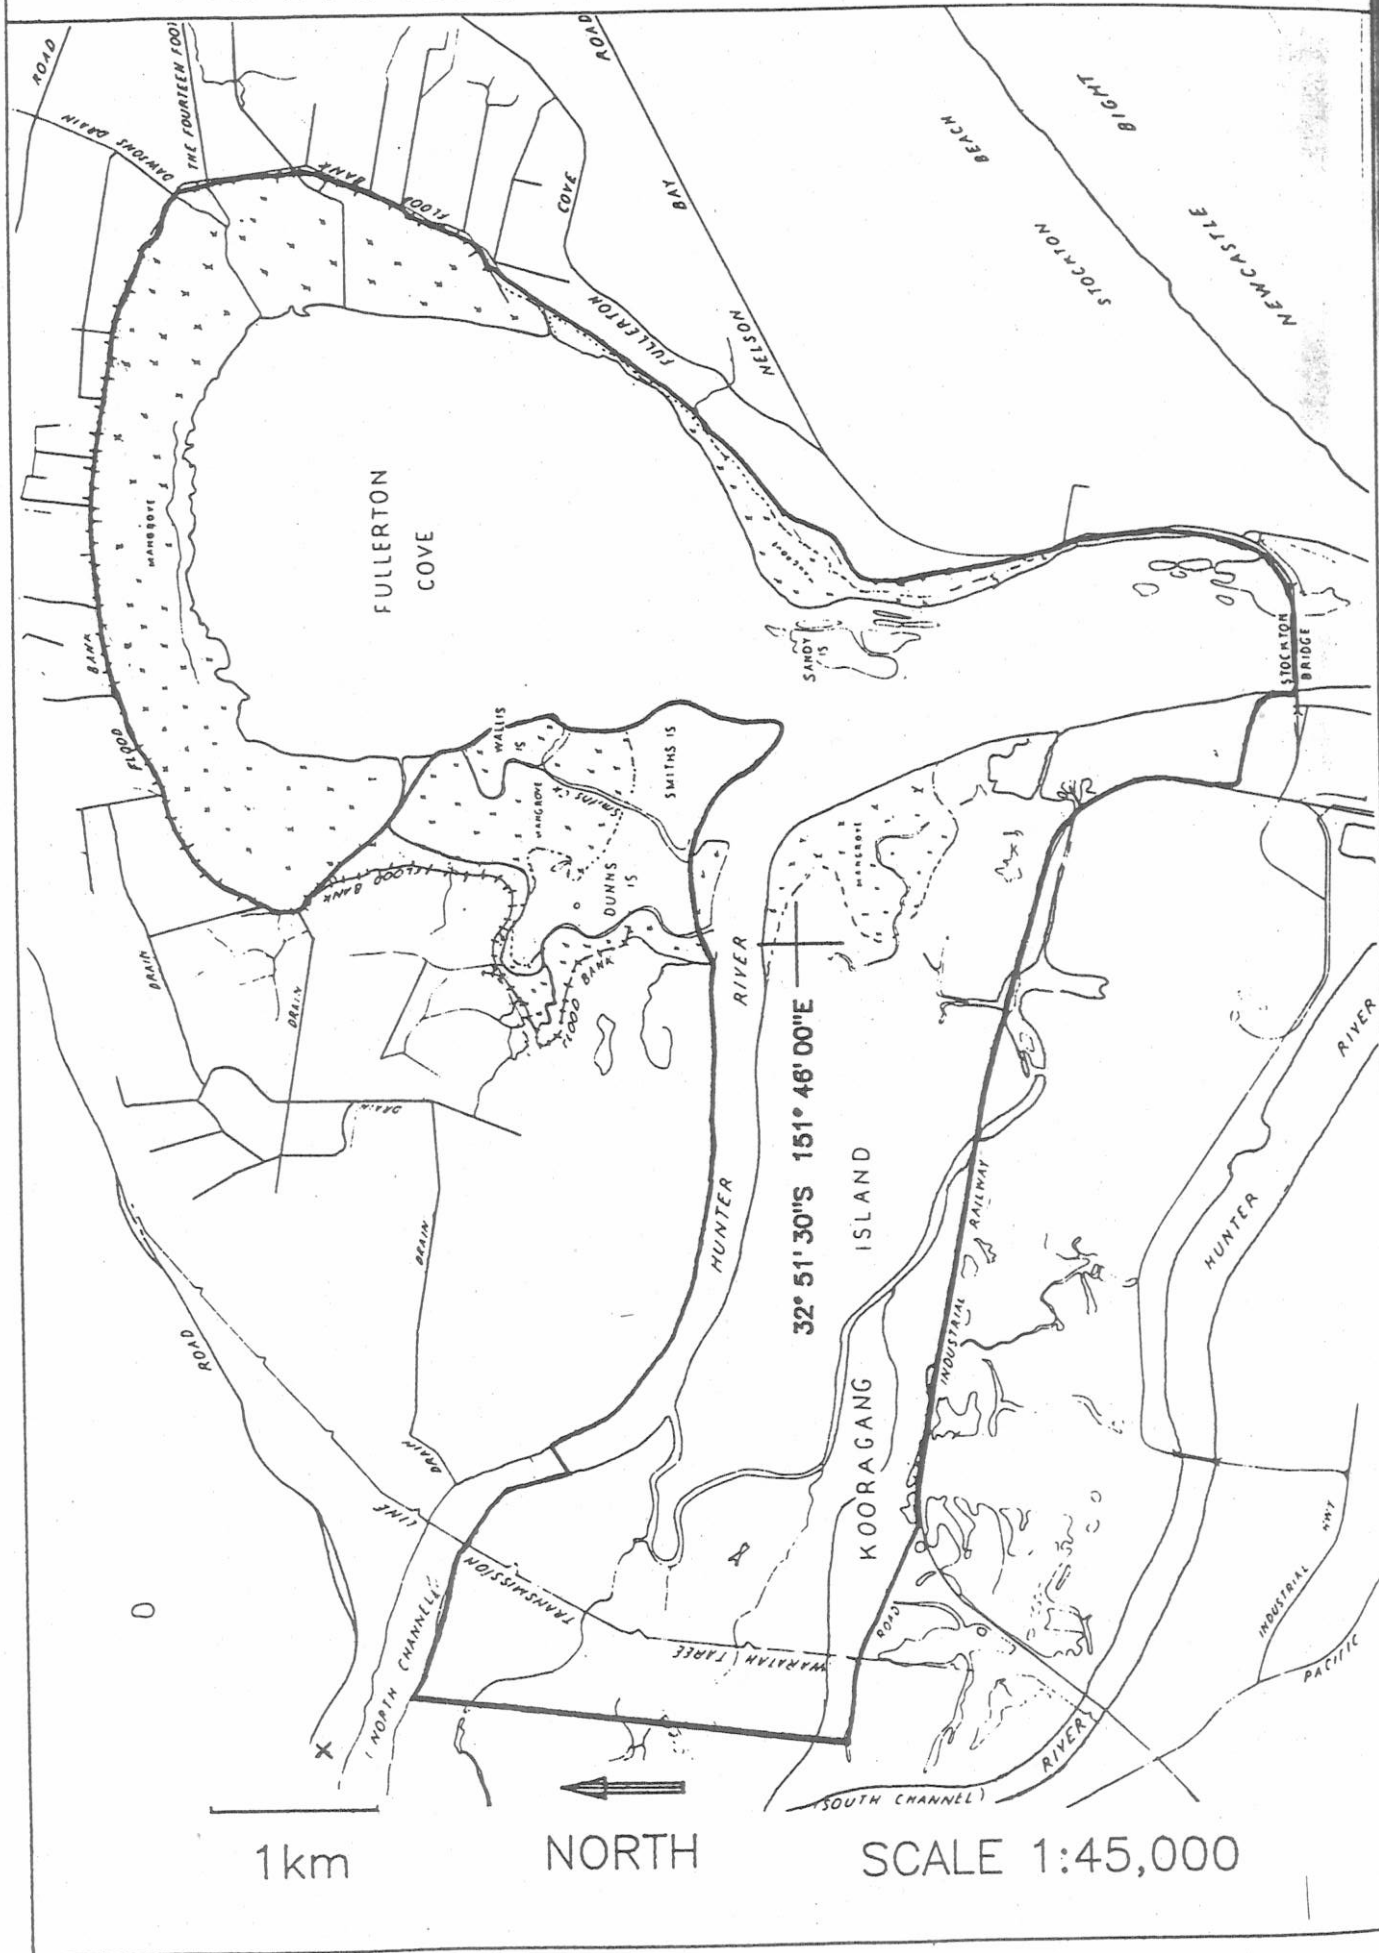 ROAD
DAWSONS DRAIN
THE FOURTEEN FOOT
FLOOD BANK
COVE
ROAD
BAY
NELSON
FULLERTON
BEACH
STOCKTON
BIGHT
NEWCASTLE
MANGROVE
FULLERTON
COVE
BANK
FLOOD
MANGROVE
SANDY
IS
STOCKTON
BRIDGE
WALLIS
IS
SMITHS IS
MANGROVE
SMITHS
DUNNS
IS
FLOOD BANK
FLOOD BANK
MANGROVE
DRAIN
DRAIN
DRAIN
DRAIN
DRAIN
RIVER
HUNTER
32° 51' 30"S 151° 46' 00"E
KOORAGANG ISLAND
INDUSTRIAL RAILWAY
RIVER
HUNTER
ROAD
LINE
TRANSMISSION
WARATAH TAREE
ROAD
(NORTH CHANNEL)
(SOUTH CHANNEL)
RIVER
INDUSTRIAL HWY
PACIFIC
1km
NORTH
SCALE 1:45,000